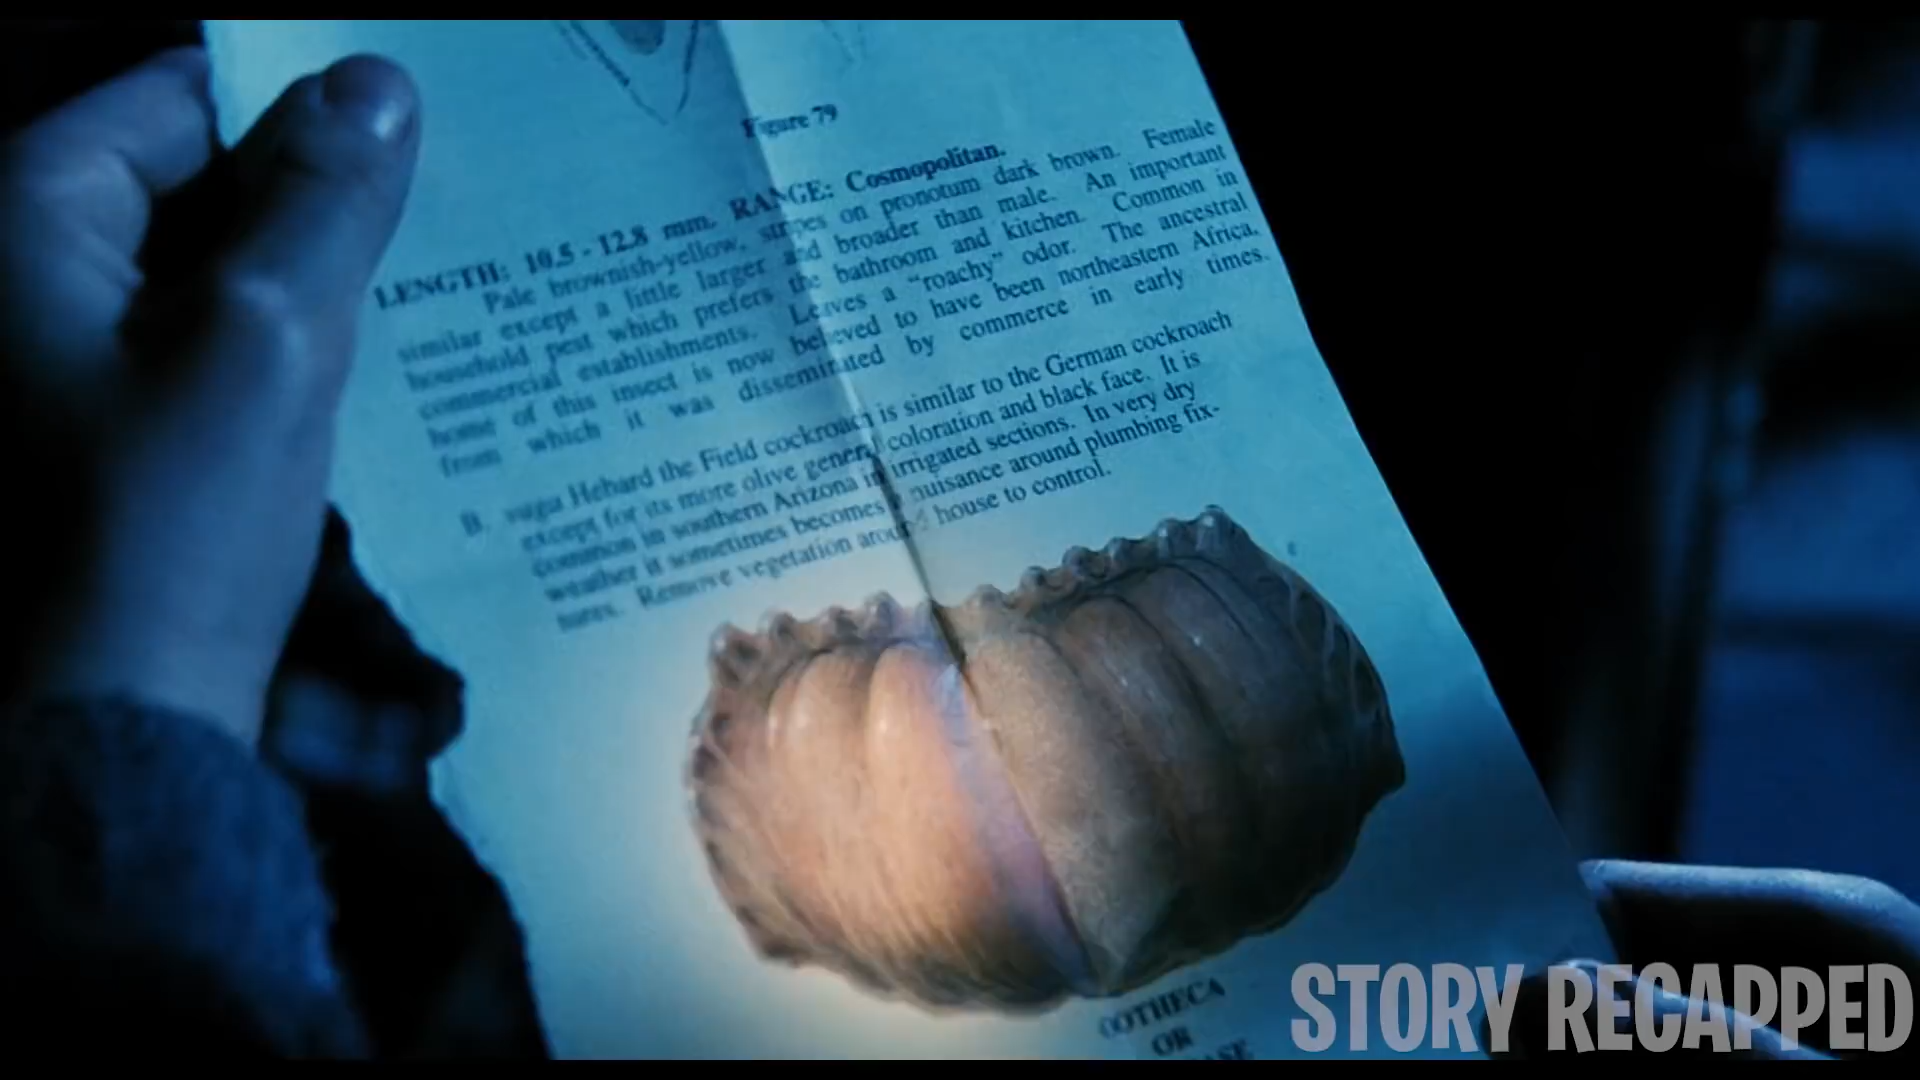 Figure 79
LENGTH: 10.5 - 12.8 mm. RANGE: Cosmopolitan.
Pale brownish-yellow, stripes on pronotum dark brown. Female
similar except a little larger and broader than male. An important
household pest which prefers the bathroom and kitchen. Common in
commercial establishments. Leaves a "roachy" odor. The ancestral
home of this insect is now believed to have been northeastern Africa,
from which it was disseminated by commerce in early times.
B. vaga Hebard the Field cockroach is similar to the German cockroach
except for its more olive general coloration and black face. It is
common in southern Arizona in irrigated sections. In very dry
weather it sometimes becomes a nuisance around plumbing fix-
tures. Remove vegetation around house to control.
OOTHECA
OR
STORY RECAPPED